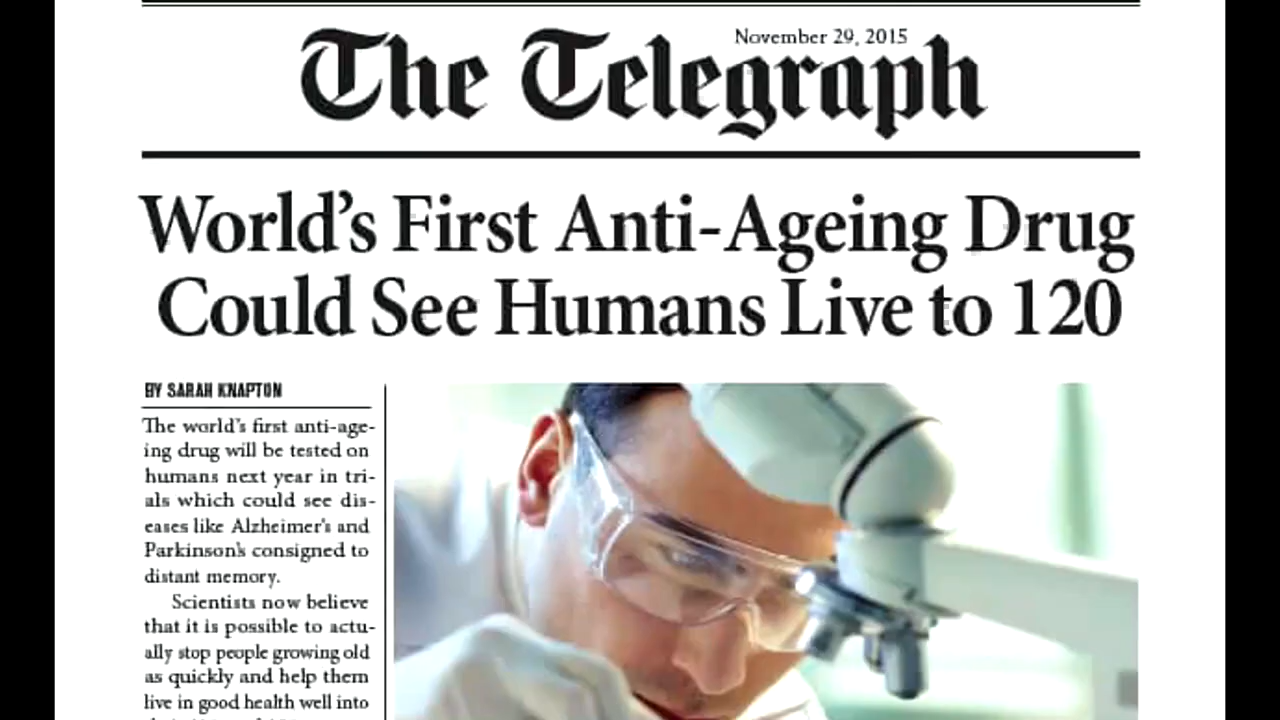 November 29, 2015
The Telegraph
World's First Anti-Ageing Drug
Could See Humans Live to 120
BY SARAH KNAPTON
The world's first anti-age-
ing drug will be tested on
humans next year in tri-
als which could see dis-
eases like Alzheimer's and
Parkinson's consigned to
distant memory.
Scientists now believe
that it is possible to actu-
ally stop people growing old
as quickly and help them
live in good health well into